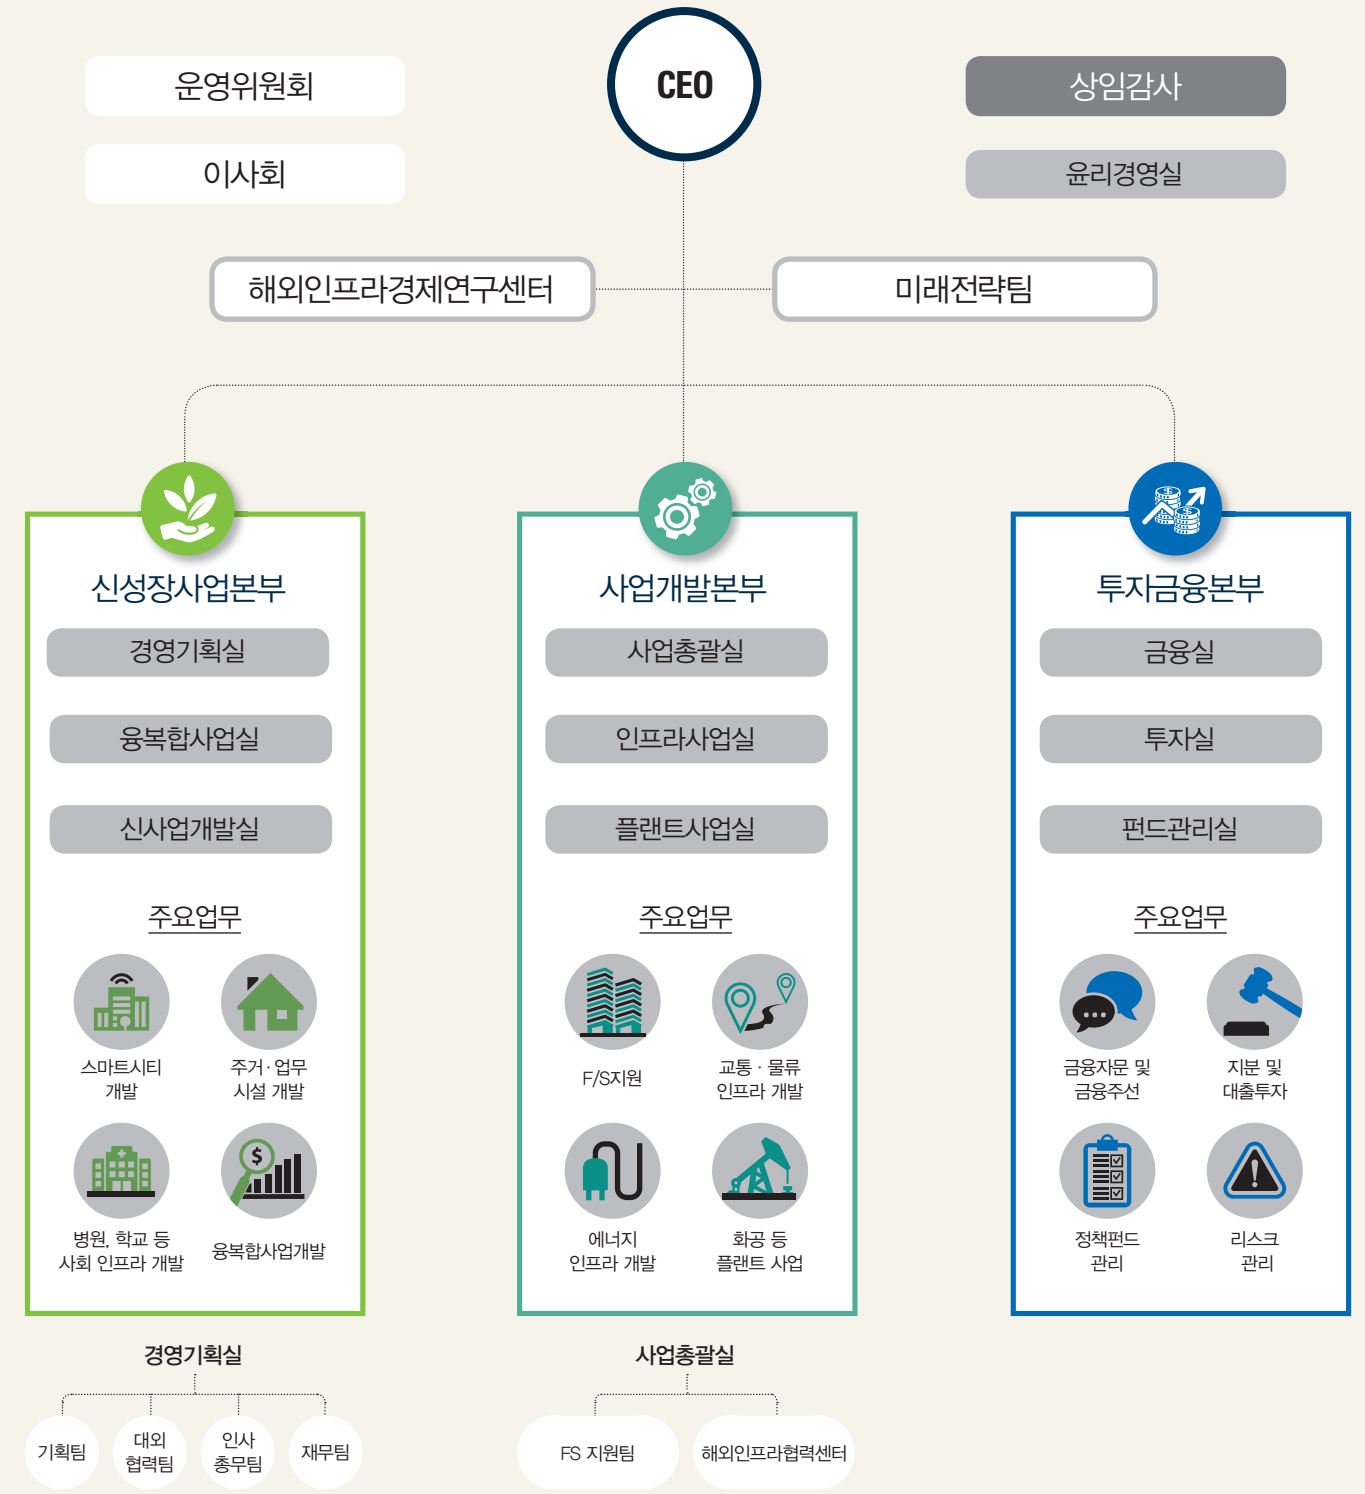 CEO
운영위원회
이사회
상임감사
윤리경영실
해외인프라경제연구센터
미래전략팀
신성장사업본부
경영기획실
융복합사업실
신사업개발실
주요업무
스마트시티
개발
주거·업무
시설 개발
$
병원, 학교 등
사회 인프라 개발
융복합사업개발
사업개발본부
사업총괄실
인프라사업실
플랜트사업실
주요업무
F/S지원
교통·물류
인프라 개발
에너지
인프라 개발
화공 등
플랜트 사업
투자금융본부
금융실
투자실
펀드관리실
주요업무
금융자문 및
금융주선
지분 및
대출투자
정책펀드
관리
리스크
관리
경영기획실
기획팀
대외
협력팀
인사
총무팀
재무팀
사업총괄실
FS 지원팀
해외인프라협력센터